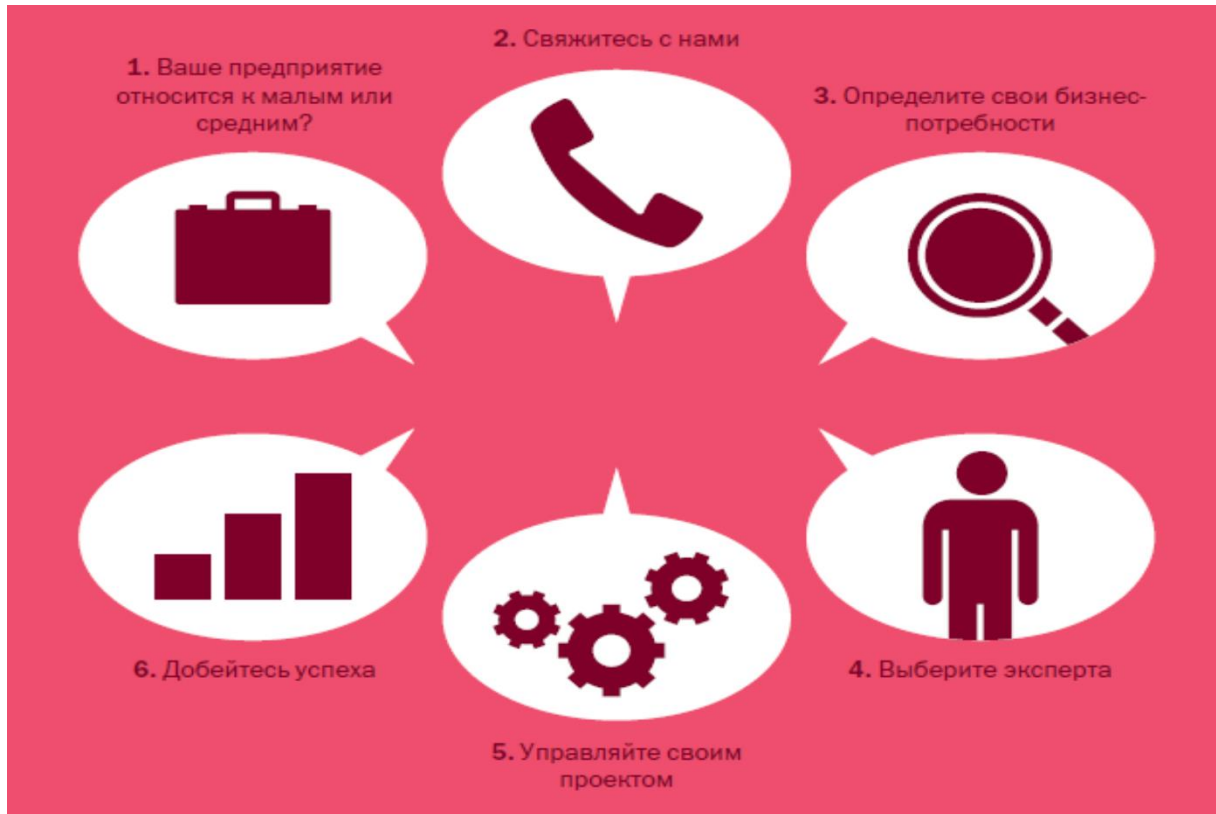 1. Ваше предприятие
относится к малым или
средним?
2. Свяжитесь с нами
3. Определите свои бизнес-
потребности
4. Выберите эксперта
5. Управляйте своим
проектом
6. Добейтесь успеха